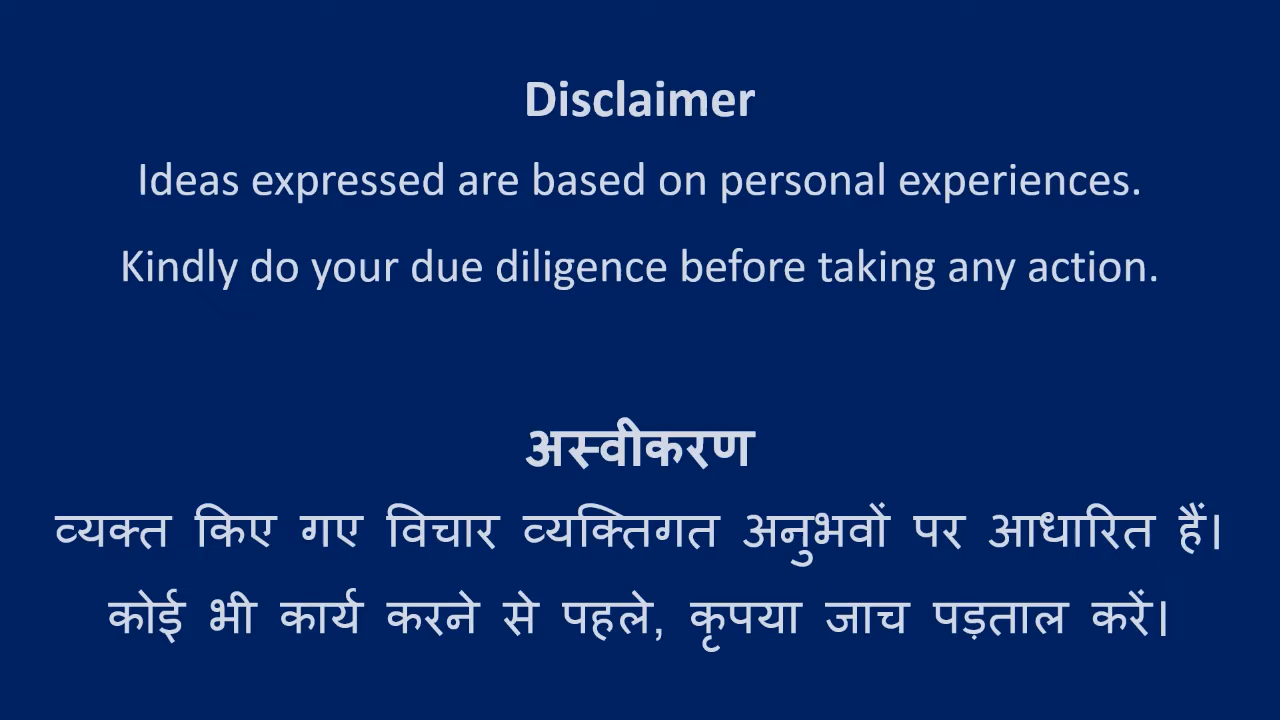 Disclaimer
Ideas expressed are based on personal experiences.
Kindly do your due diligence before taking any action.
अस्वीकरण
व्यक्त किए गए विचार व्यक्तिगत अनुभवों पर आधारित हैं।
कोई भी कार्य करने से पहले, कृपया जाच पड़ताल करें।